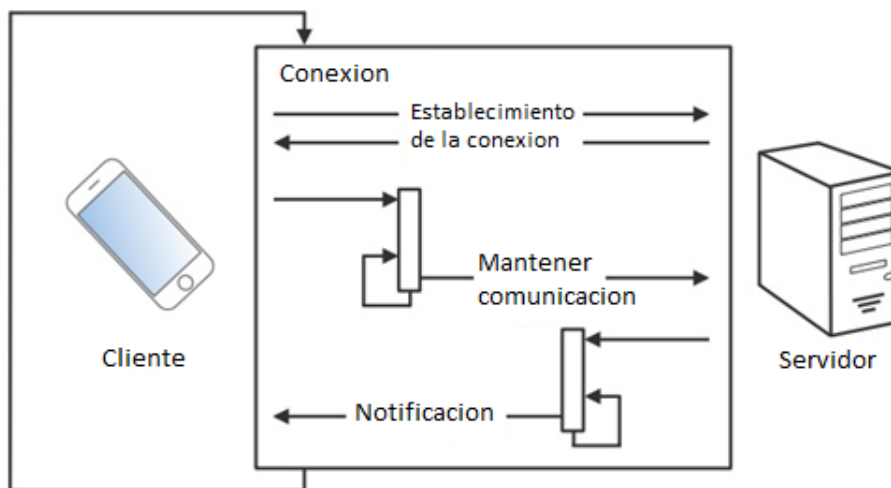 Conexion
Establecimiento
de la conexion
Mantener
comunicacion
Cliente
Servidor
Notificacion